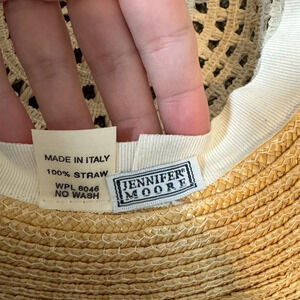 MADE IN ITALY
100% STRAW
WPL 8046
NO WASH
JENNIFER
MOORE